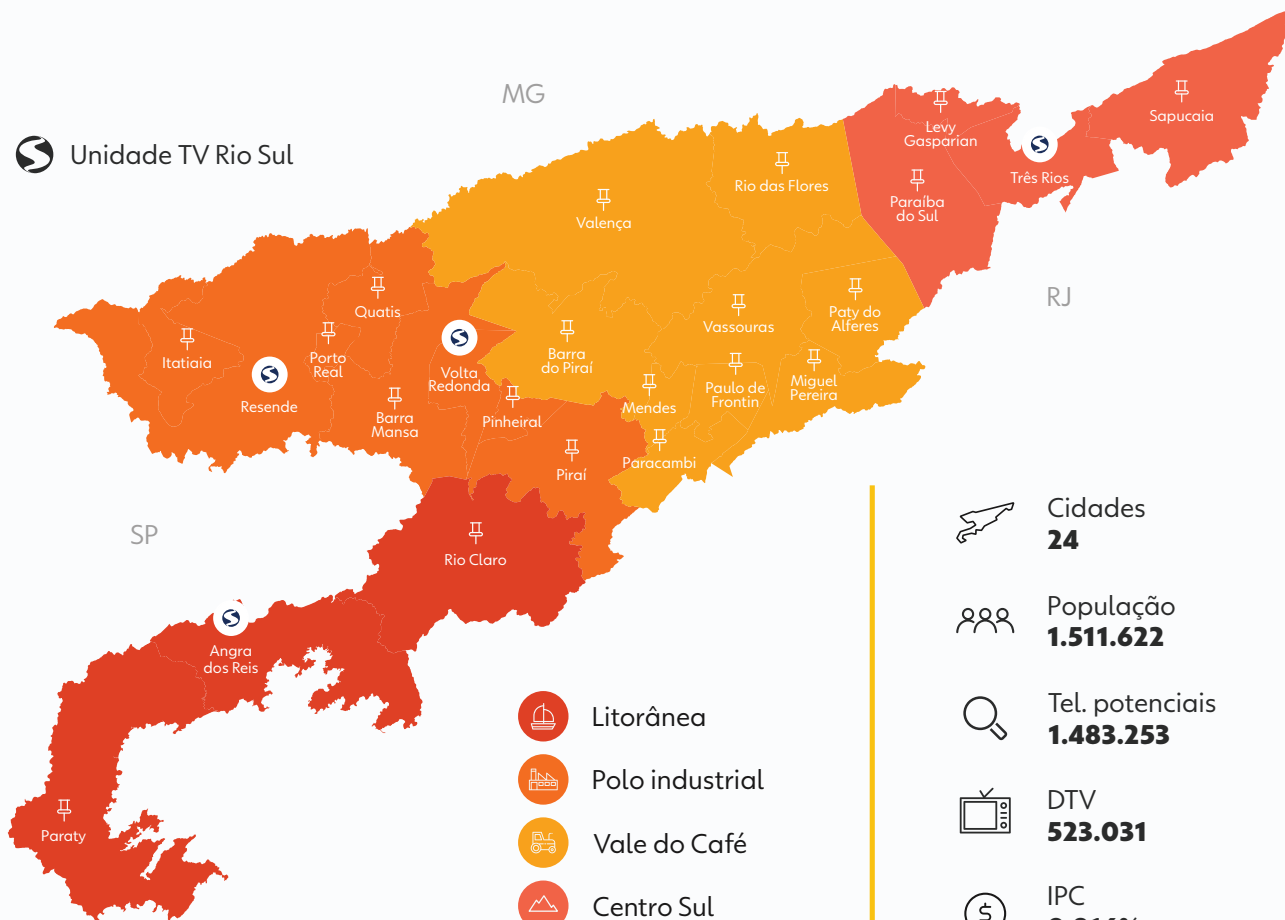 MG
Unidade TV Rio Sul
Sapucaia
Levy
Gasparian
Três Rios
Rio das Flores
Paraíba
do Sul
Valença
RJ
Quatis
Vassouras
Paty do
Alferes
Itatiaia
Porto
Real
Barra
do Piraí
Volta
Redonda
Resende
Barra
Mansa
Pinheiral
Mendes
Paulo de
Frontin
Miguel
Pereira
Paracambi
Piraí
SP
Rio Claro
Angra
dos Reis
Paraty
Litorânea
Polo industrial
Vale do Café
Centro Sul
Cidades
24
População
1.511.622
Tel. potenciais
1.483.253
DTV
523.031
IPC